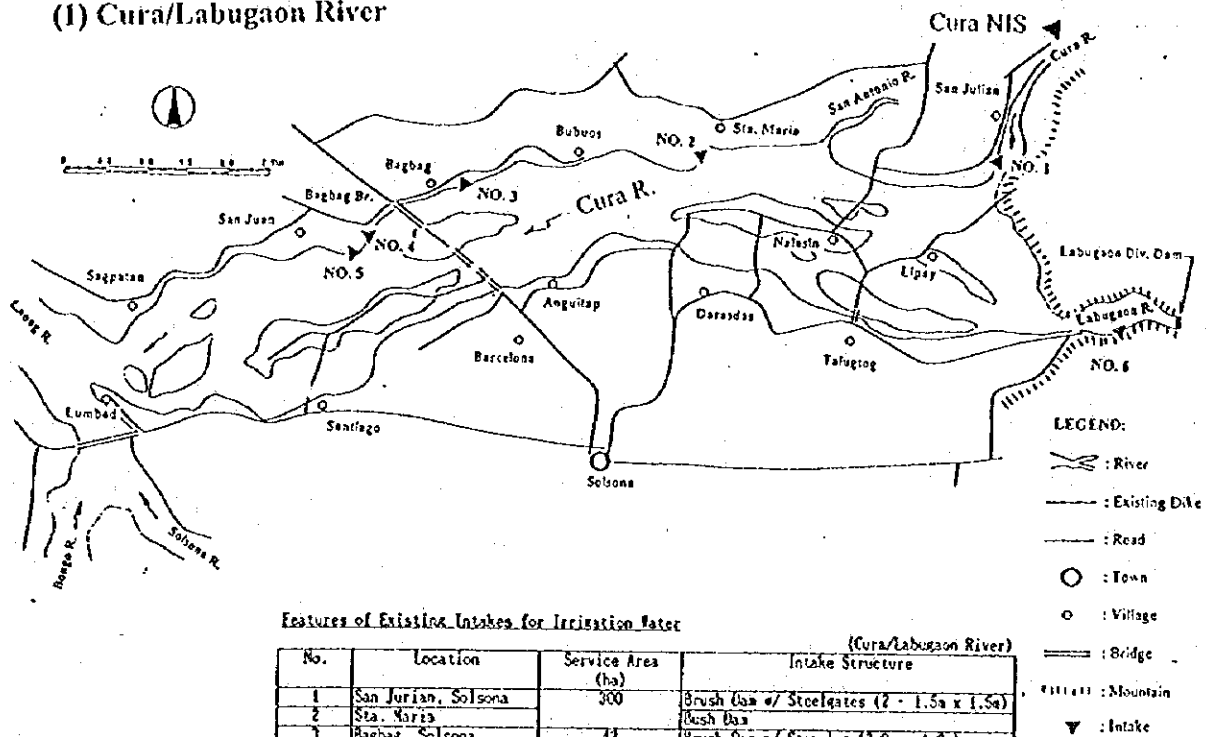 (1) Cura/Labugaon River
Cura NIS
Cura R.
San Julian
San Antonio R.
Sta. Maria
NO. 2
NO. 1
Bubuos
Bagbag
NO. 3
Bagbag Br.
Cura R.
San Juan
NO. 4
NO. 5
Nalasin
Lipay
Labugaon Div. Dam
Sagpatan
Anguitap
Darasdas
Labugaon R.
Laoag R.
Barcelona
Talugtog
NO. 6
Lumbad
Santiago
Solsona
Solsona R.
Bongo R.
LEGEND:
: River
: Existing Dike
: Road
: Town
: Village
: Bridge
: Mountain
: Intake
Features of Existing Intakes for Irrigation Water
(Cura/Labugaon River)
No. Location Service Area (ha) Intake Structure
1 San Jurian, Solsona 300 Brush Dam w/ Steelgates (2 - 1.5m x 1.5m)
2 Sta. Maria Bush Dam
3 Bagbag, Solsona